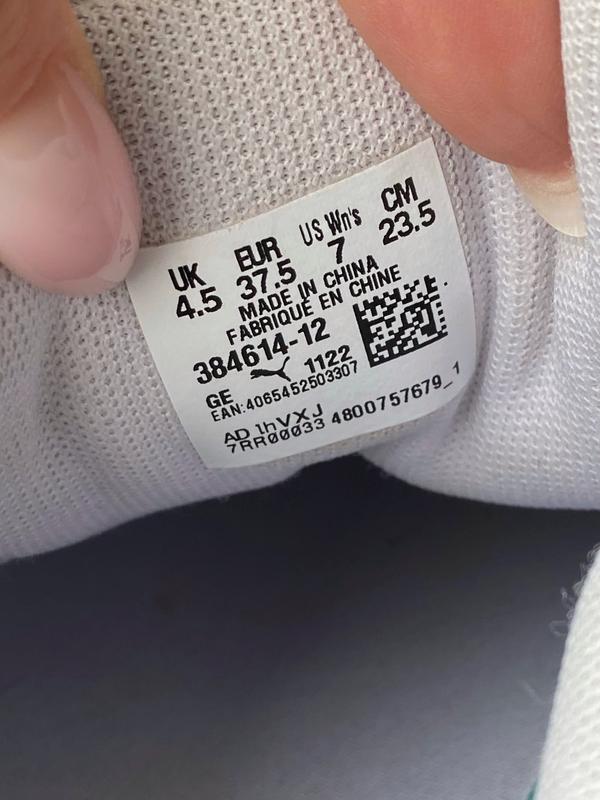 UK EUR US Wn's CM
4.5 37.5 7 23.5
MADE IN CHINA
FABRIQUÉ EN CHINE
384614-12
GE 1122
EAN:4065452503307
AD 1hVXJ
7RR00033 4800757679_1